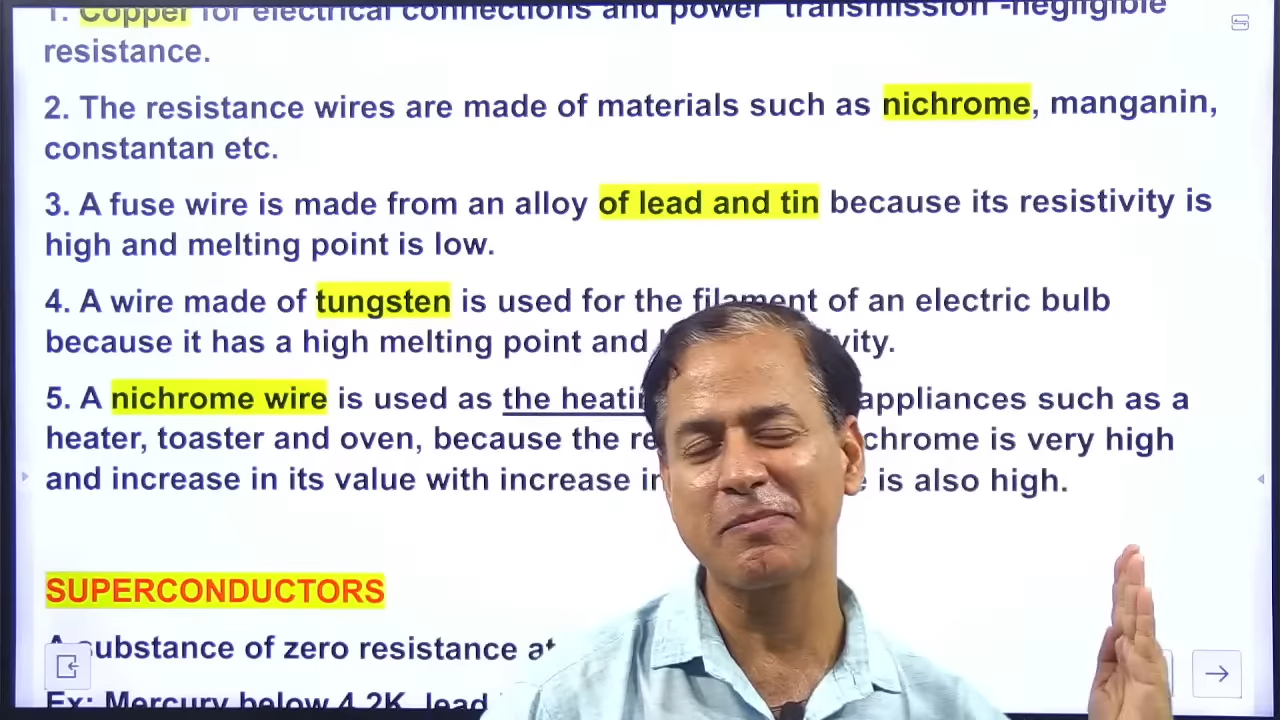 1. Copper for electrical connections and power transmission -negligible
resistance.
2. The resistance wires are made of materials such as nichrome, manganin,
constantan etc.
3. A fuse wire is made from an alloy of lead and tin because its resistivity is
high and melting point is low.
4. A wire made of tungsten is used for the filament of an electric bulb
because it has a high melting point and
5. A nichrome wire is used as the appliances such as a
heater, toaster and oven, because the is very high
and increase in its value with increase is also high.
SUPERCONDUCTORS
A substance of zero resistance at
Ex: Mercury below 4.2K, lead